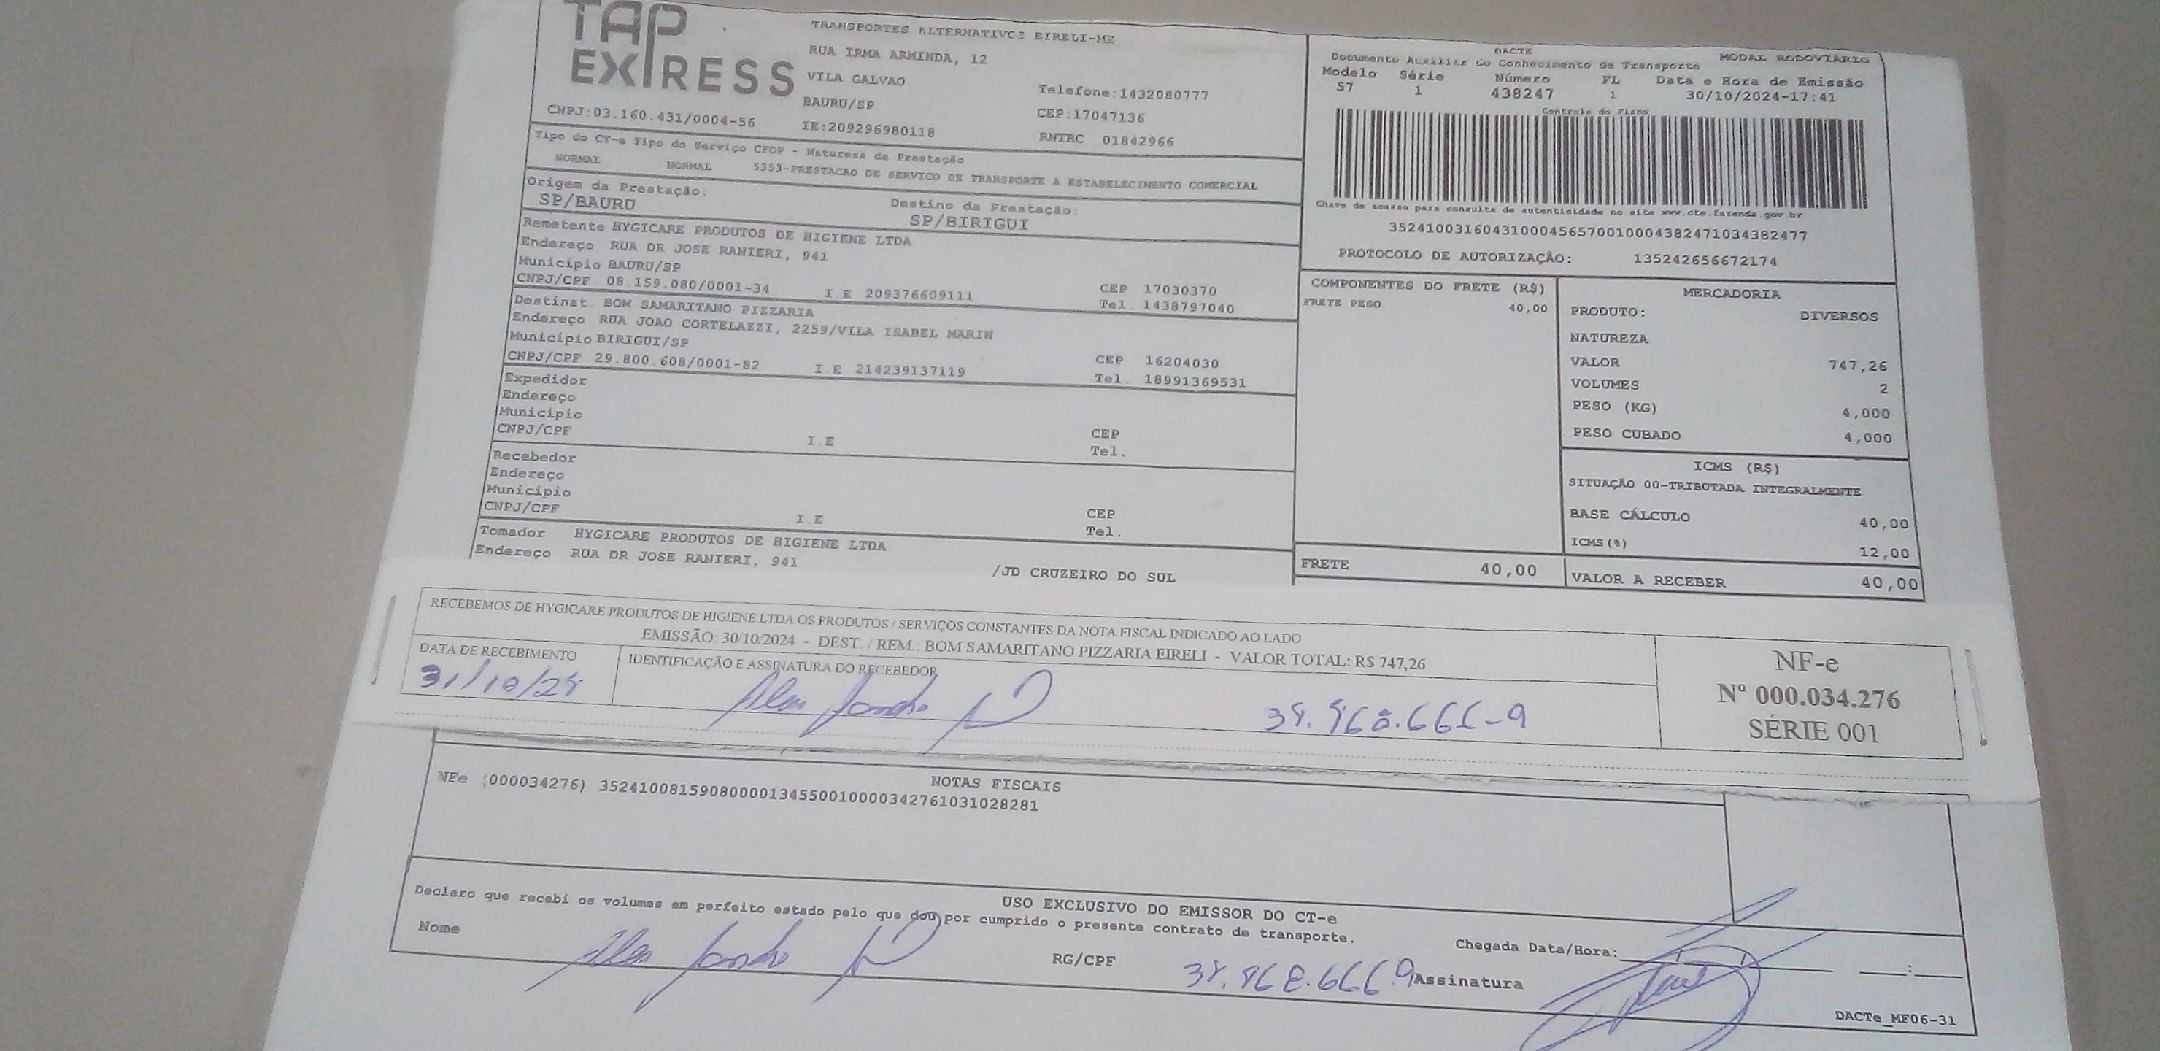 TAP EXPRESS
TRANSPORTES ALTERNATIVOS EIRELI-ME
RUA IRMA ARMINDA, 12
VILA GALVAO
Telefone:1432080777
BAURU/SP
CEP:17047136
CNPJ:03.160.431/0004-56
IE:209296980118
RNTRC 01842966
Tipo do CT-e Tipo do Serviço CFOP - Natureza da Prestação
NORMAL NORMAL 5353-PRESTACAO DE SERVICO DE TRANSPORTE A ESTABELECIMENTO COMERCIAL
Origem da Prestação: Destino da Prestação:
SP/BAURU SP/BIRIGUI
Remetente HYGICARE PRODUTOS DE HIGIENE LTDA
Endereço RUA DR JOSE RANIERI, 941
Município BAURU/SP CEP 17030370
CNPJ/CPF 08.159.080/0001-34 I.E 209376609111 Tel. 1438797040
Destinat. BOM SAMARITANO PIZZARIA
Endereço RUA JOAO CORTELAZZI, 2259/VILA ISABEL MARIN
Município BIRIGUI/SP CEP 16204030
CNPJ/CPF 29.800.608/0001-82 I.E 214239137119 Tel. 18991369531
Expedidor
Endereço
Município CEP
CNPJ/CPF I.E Tel.
Recebedor
Endereço
Município CEP
CNPJ/CPF I.E Tel.
Tomador HYGICARE PRODUTOS DE HIGIENE LTDA
Endereço RUA DR JOSE RANIERI, 941 /JD CRUZEIRO DO SUL
DACTE MODAL RODOVIÁRIO
Documento Auxiliar do Conhecimento de Transporte
Modelo Série Número FL Data e Hora de Emissão
57 1 438247 1 30/10/2024-17:41
Controle do Fisco
Chave de acesso para consulta de autenticidade no site www.cte.fazenda.gov.br
35241003160431000456570010004382471034382477
PROTOCOLO DE AUTORIZAÇÃO: 135242656672174
COMPONENTES DO FRETE (R$)
FRETE PESO 40,00
MERCADORIA
PRODUTO: DIVERSOS
NATUREZA
VALOR 747,26
VOLUMES 2
PESO (KG) 4,000
PESO CUBADO 4,000
ICMS (R$)
SITUAÇÃO 00-TRIBUTADA INTEGRALMENTE
BASE CÁLCULO 40,00
ICMS(%) 12,00
FRETE 40,00 VALOR A RECEBER 40,00
RECEBEMOS DE HYGICARE PRODUTOS DE HIGIENE LTDA OS PRODUTOS / SERVIÇOS CONSTANTES DA NOTA FISCAL INDICADO AO LADO
EMISSÃO: 30/10/2024 - DEST. / REM.: BOM SAMARITANO PIZZARIA EIRELI - VALOR TOTAL: R$ 747,26
DATA DE RECEBIMENTO IDENTIFICAÇÃO E ASSINATURA DO RECEBEDOR
31/10/24
NF-e
Nº 000.034.276
SÉRIE 001
NOTAS FISCAIS
NFe (000034276) 35241008159080000134550010000342761031028281
USO EXCLUSIVO DO EMISSOR DO CT-e
Declaro que recebi os volumes em perfeito estado pelo que dou por cumprido o presente contrato de transporte.
Nome RG/CPF Chegada Data/Hora: :
Assinatura
DACTe_MF06-31